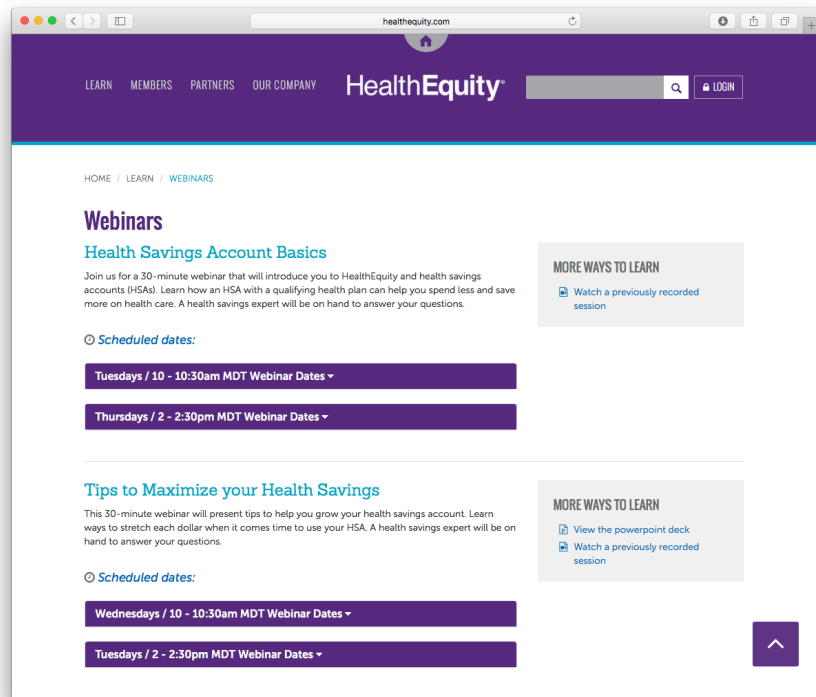 healthequity.com
LEARN MEMBERS PARTNERS OUR COMPANY HealthEquity LOGIN
HOME / LEARN / WEBINARS
Webinars
Health Savings Account Basics
Join us for a 30-minute webinar that will introduce you to HealthEquity and health savings
accounts (HSAs). Learn how an HSA with a qualifying health plan can help you spend less and save
more on health care. A health savings expert will be on hand to answer your questions.
MORE WAYS TO LEARN
Watch a previously recorded
session
Scheduled dates:
Tuesdays / 10 - 10:30am MDT Webinar Dates
Thursdays / 2 - 2:30pm MDT Webinar Dates
Tips to Maximize your Health Savings
This 30-minute webinar will present tips to help you grow your health savings account. Learn
ways to stretch each dollar when it comes time to use your HSA. A health savings expert will be on
hand to answer your questions.
MORE WAYS TO LEARN
View the powerpoint deck
Watch a previously recorded
session
Scheduled dates:
Wednesdays / 10 - 10:30am MDT Webinar Dates
Tuesdays / 2 - 2:30pm MDT Webinar Dates